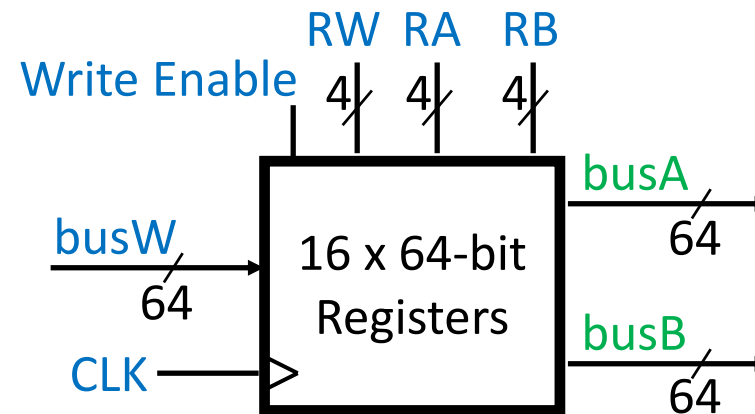 RW RA RB
Write Enable
4 4 4
busA
64
busW
64
16 x 64-bit
Registers
busB
64
CLK